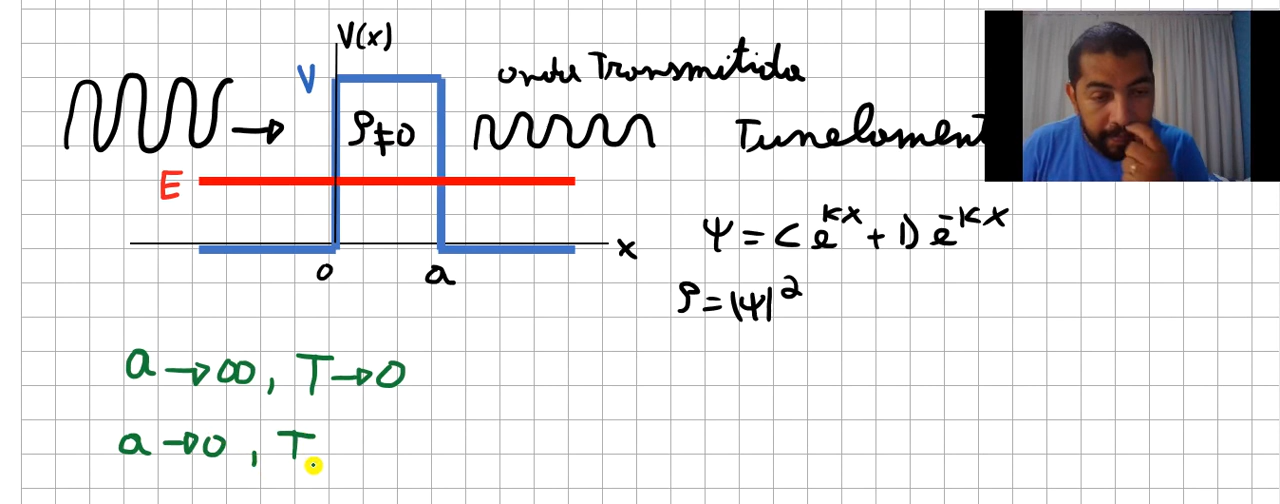 V(x)
V
onda Transmitida
ρ≠0
Tunelament
E
ψ = C e^{kx} + D e^{-kx}
x
0
a
ρ = |ψ|²
a → ∞, T → 0
a → 0, T